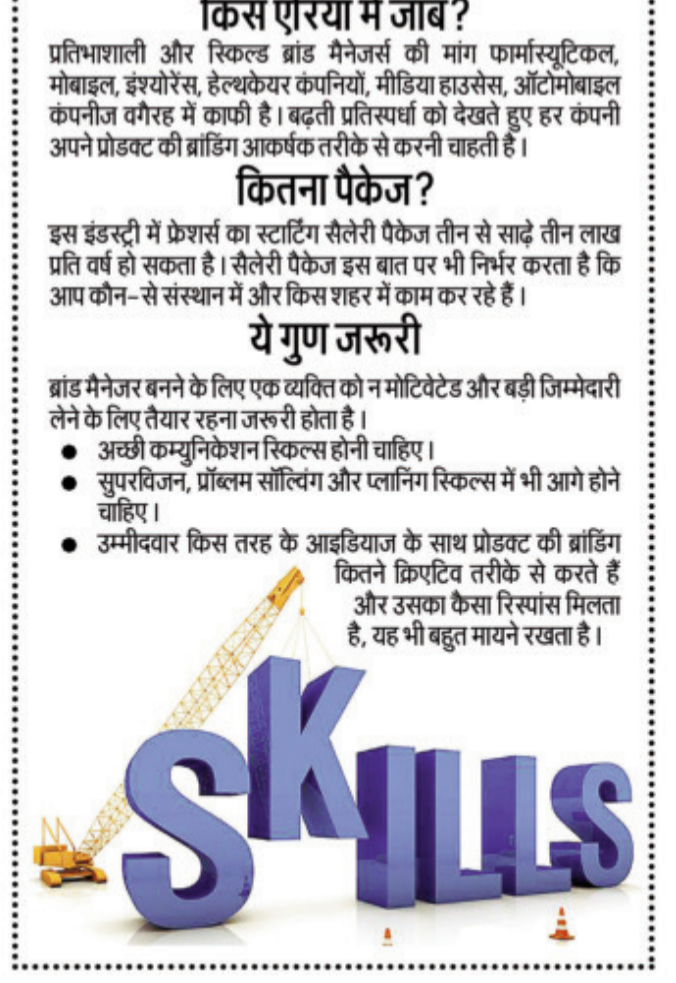 किस एरिया में जॉब?
प्रतिभाशाली और स्किल्ड ब्रांड मैनेजर्स की मांग फार्मास्यूटिकल,
मोबाइल, इंश्योरेंस, हेल्थकेयर कंपनियों, मीडिया हाउसेस, ऑटोमोबाइल
कंपनीज वगैरह में काफी है। बढ़ती प्रतिस्पर्धा को देखते हुए हर कंपनी
अपने प्रोडक्ट की ब्रांडिंग आकर्षक तरीके से करनी चाहती है।
कितना पैकेज?
इस इंडस्ट्री में फ्रेशर्स का स्टार्टिंग सैलेरी पैकेज तीन से साढ़े तीन लाख
प्रति वर्ष हो सकता है। सैलेरी पैकेज इस बात पर भी निर्भर करता है कि
आप कौन-से संस्थान में और किस शहर में काम कर रहे हैं।
ये गुण जरूरी
ब्रांड मैनेजर बनने के लिए एक व्यक्ति को न मोटिवेटेड और बड़ी जिम्मेदारी
लेने के लिए तैयार रहना जरूरी होता है।
● अच्छी कम्युनिकेशन स्किल्स होनी चाहिए।
● सुपरविजन, प्रॉब्लम सॉल्विंग और प्लानिंग स्किल्स में भी आगे होने
चाहिए।
● उम्मीदवार किस तरह के आइडियाज के साथ प्रोडक्ट की ब्रांडिंग
कितने क्रिएटिव तरीके से करते हैं
और उसका कैसा रिस्पांस मिलता
है, यह भी बहुत मायने रखता है।
SKILLS